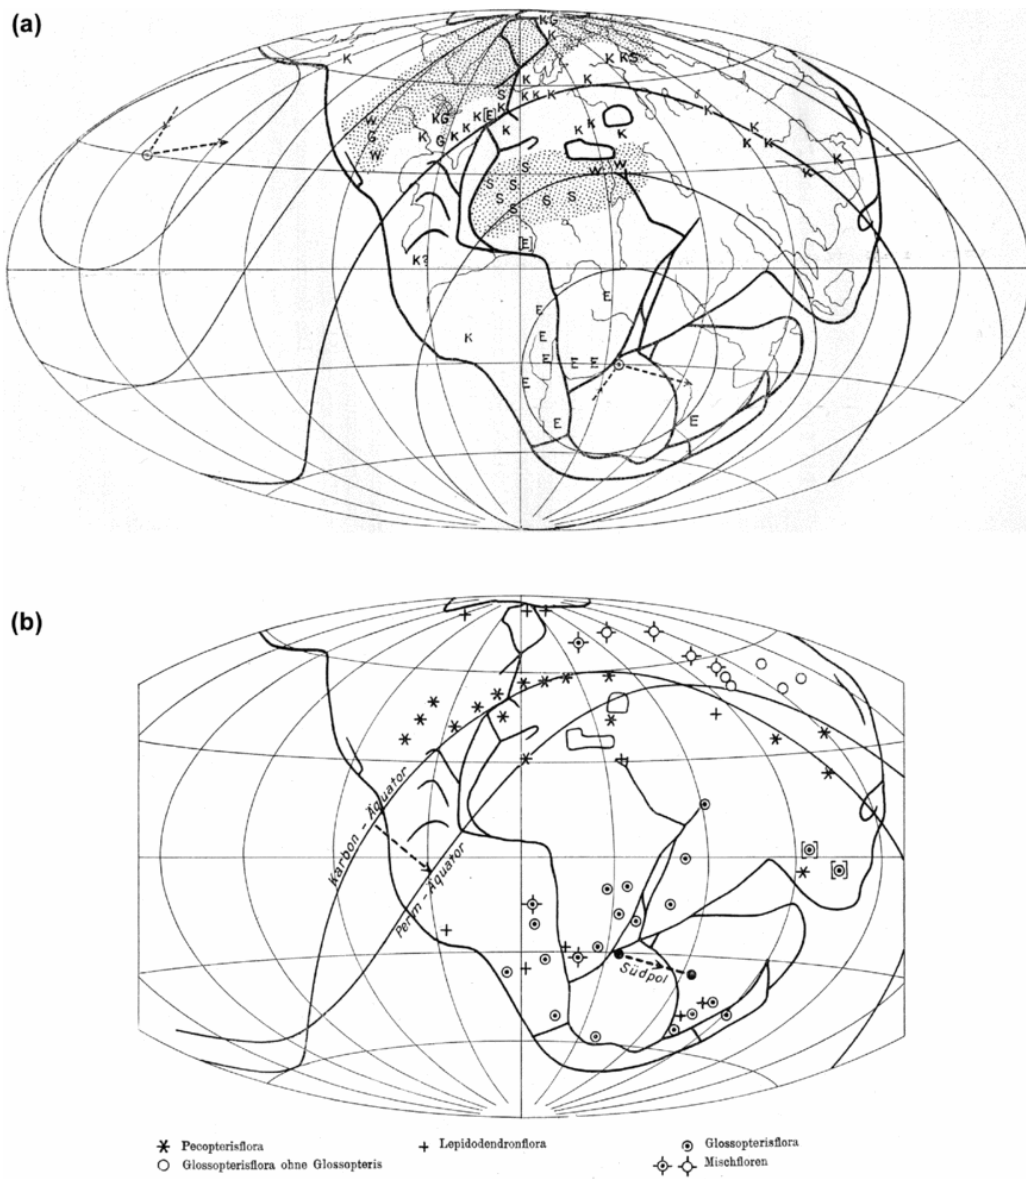 (a)
KG
K
K K KS
K K
S K K K
K K
W KG K [E]
K K K K K
G K K K
G K K
W K
S W W K
S S
S S S
S
[E]
K?
E
E
K E
E E E
E
E E
(b)
Karbon - Äquator
Perm - Äquator
Südpol
Pecopterisflora
Lepidodendronflora
Glossopterisflora
Glossopterisflora ohne Glossopteris
Mischfloren